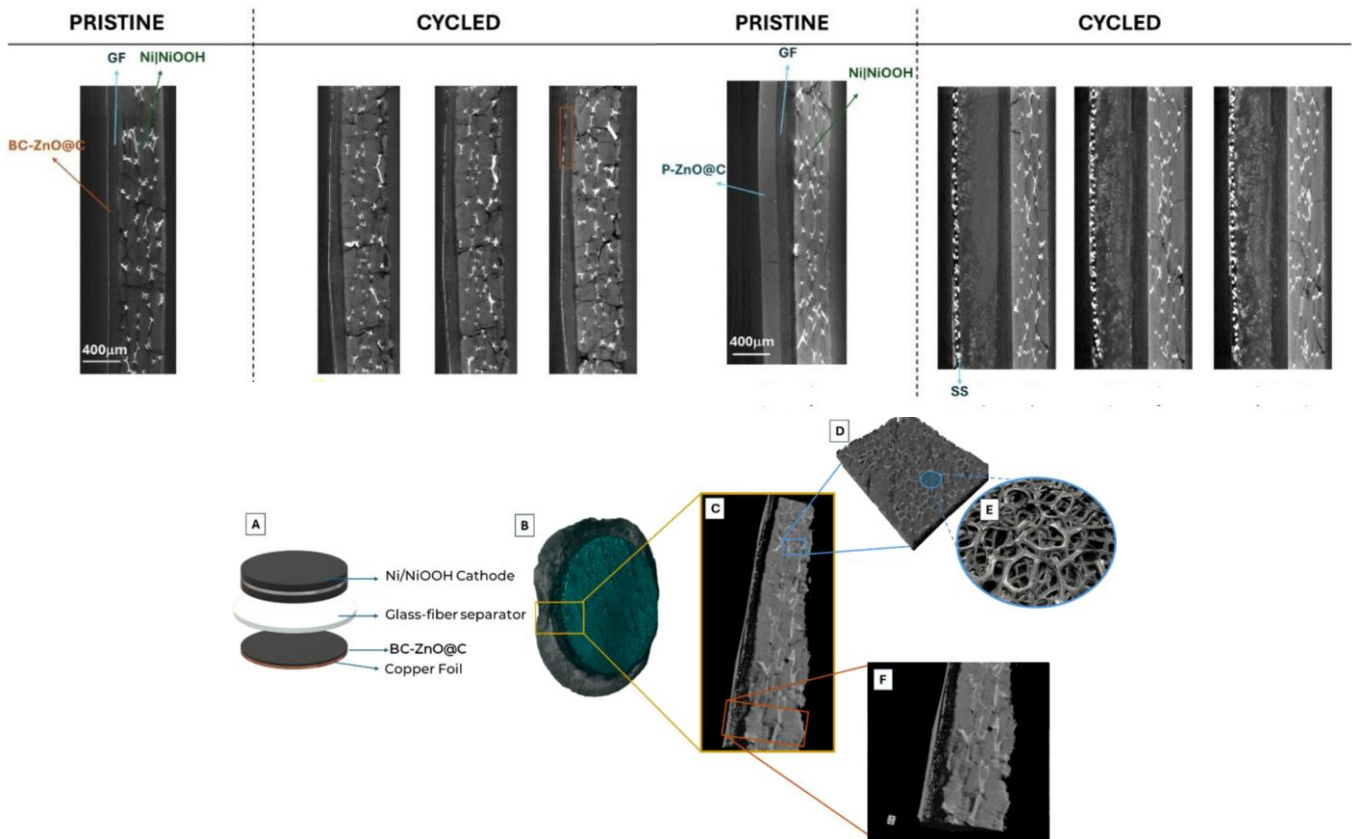 PRISTINE
CYCLED
PRISTINE
CYCLED
GF
Ni|NiOOH
BC-ZnO@C
400µm
GF
Ni|NiOOH
P-ZnO@C
400µm
SS
A
Ni/NiOOH Cathode
Glass-fiber separator
BC-ZnO@C
Copper Foil
B
C
D
E
F